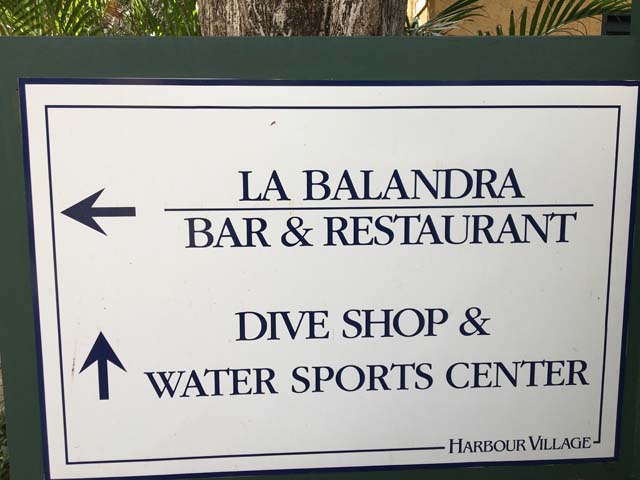 LA BALANDRA
BAR & RESTAURANT
DIVE SHOP &
WATER SPORTS CENTER
HARBOUR VILLAGE